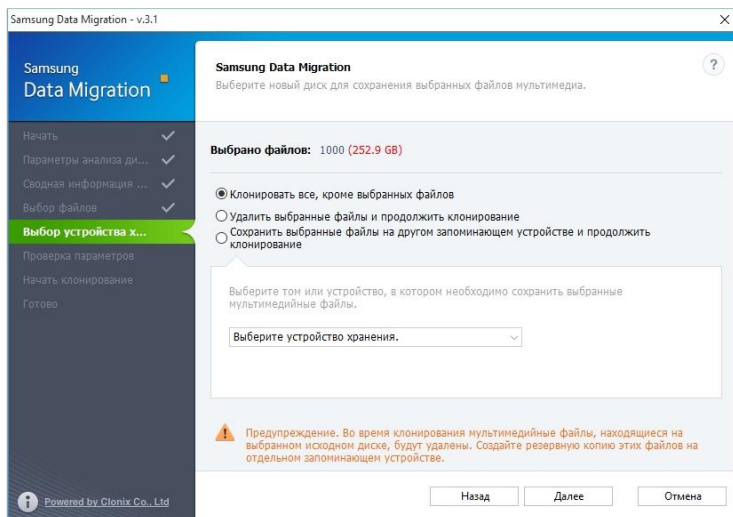 Samsung Data Migration - v.3.1
Samsung
Data Migration
Начать
Параметры анализа ди...
Сводная информация ...
Выбор файлов
Выбор устройства х...
Проверка параметров
Начать клонирование
Готово
Powered by Clonix Co., Ltd
Samsung Data Migration
Выберите новый диск для сохранения выбранных файлов мультимедиа.
?
Выбрано файлов: 1000 (252.9 GB)
Клонировать все, кроме выбранных файлов
Удалить выбранные файлы и продолжить клонирование
Сохранить выбранные файлы на другом запоминающем устройстве и продолжить
клонирование
Выберите том или устройство, в котором необходимо сохранить выбранные
мультимедийные файлы.
Выберите устройство хранения.
Предупреждение. Во время клонирования мультимедийные файлы, находящиеся на
выбранном исходном диске, будут удалены. Создайте резервную копию этих файлов на
отдельном запоминающем устройстве.
Назад
Далее
Отмена